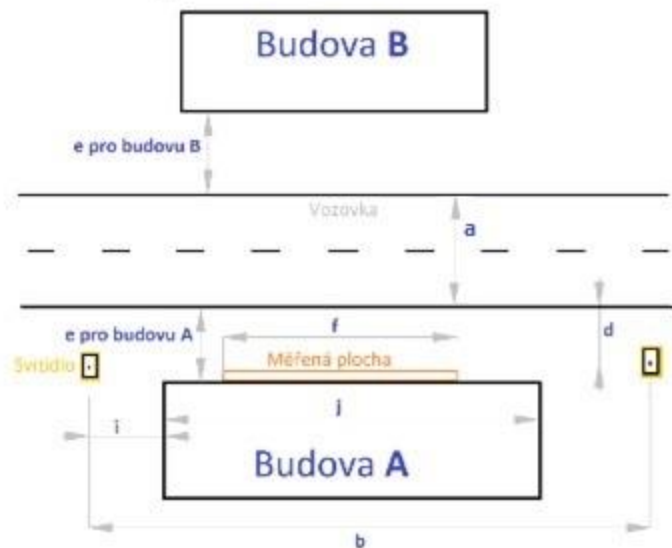 Budova B
e pro budovu B
Vozovka
a
e pro budovu A
f
d
Svítidlo
Měřená plocha
i
j
Budova A
b